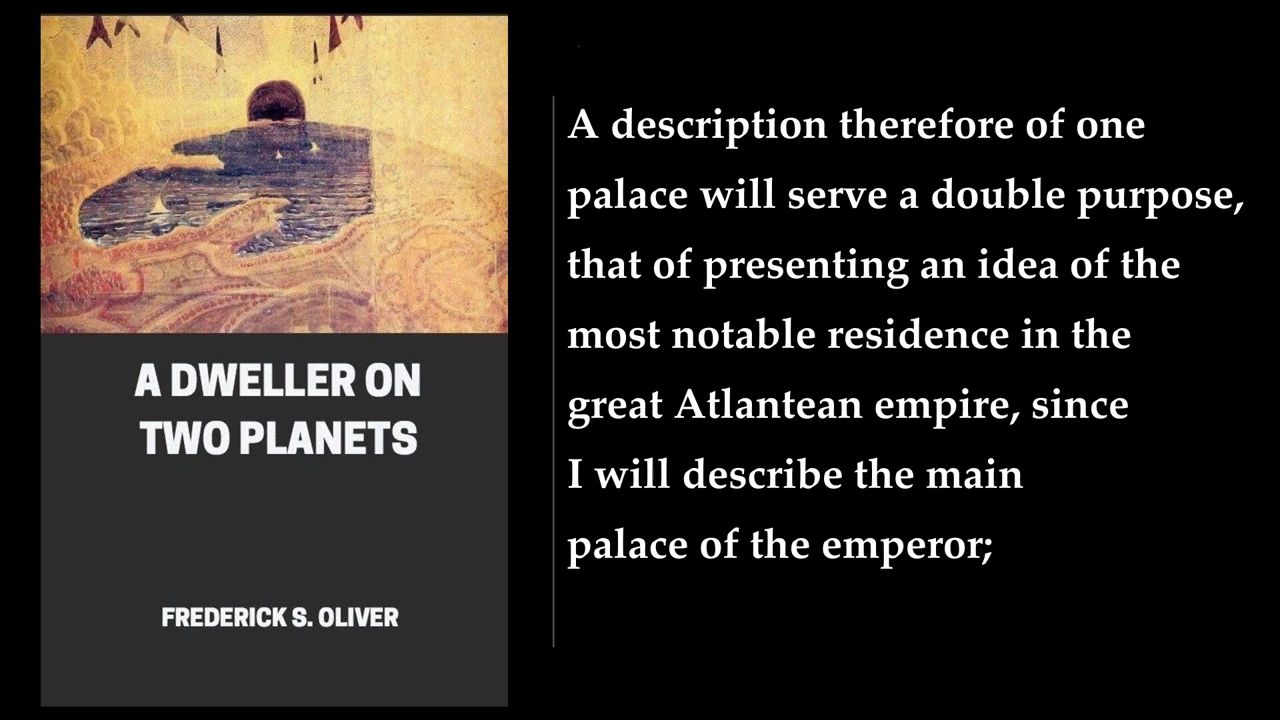 A DWELLER ON
TWO PLANETS
FREDERICK S. OLIVER
A description therefore of one
palace will serve a double purpose,
that of presenting an idea of the
most notable residence in the
great Atlantean empire, since
I will describe the main
palace of the emperor;